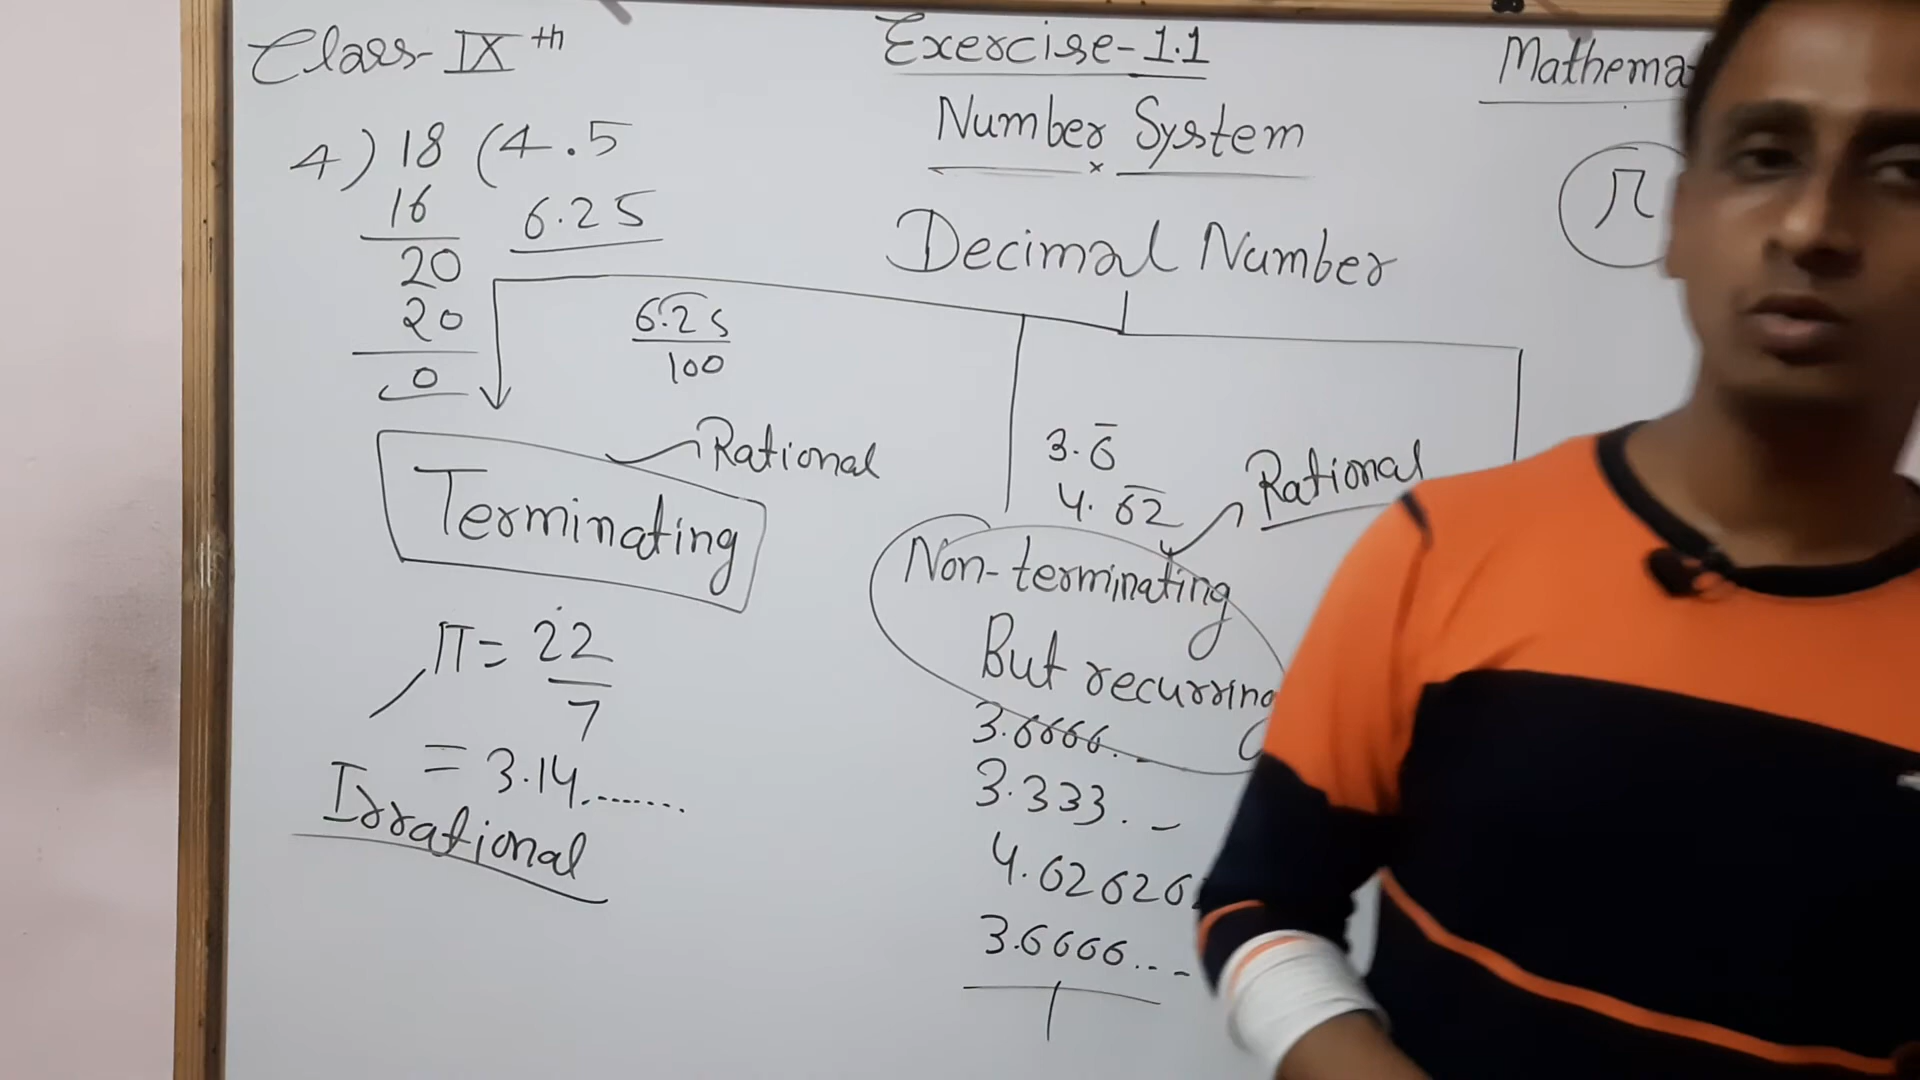 Class-IXth
Exercise-1.1
Mathema
Number System
π
4) 18 (4.5
16
20
20
0
6.25
Decimal Number
6.25
100
Rational
Terminating
3.6̅
4.6̅2̅
Rational
Non-terminating
But recurring
π = 22
7
= 3.14.......
Irrational
3.6666. -
3.333. -
4.62626
3.6666.. -